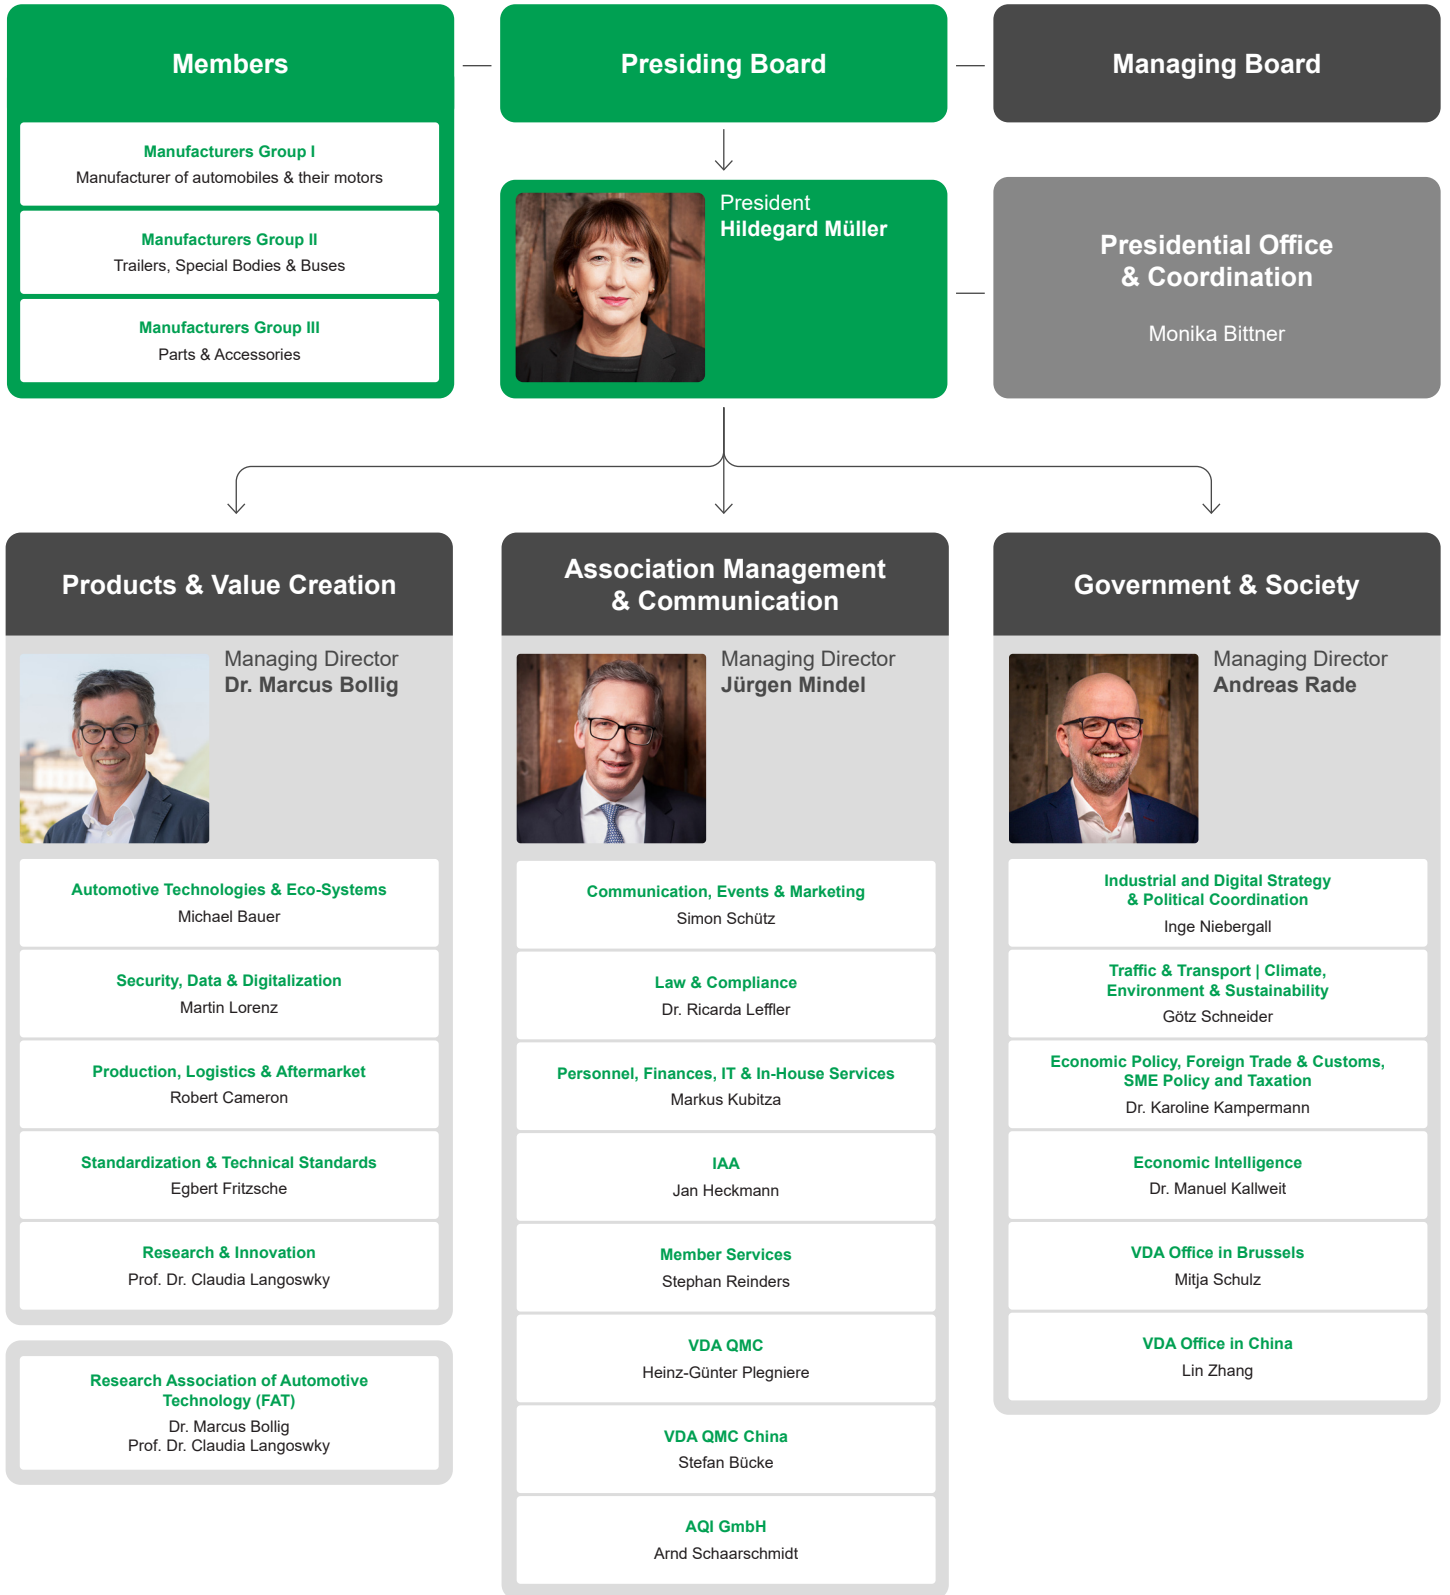 Members
Manufacturers Group I
Manufacturer of automobiles & their motors
Manufacturers Group II
Trailers, Special Bodies & Buses
Manufacturers Group III
Parts & Accessories
Presiding Board
President
Hildegard Müller
Managing Board
Presidential Office
& Coordination
Monika Bittner
Products & Value Creation
Managing Director
Dr. Marcus Bollig
Automotive Technologies & Eco-Systems
Michael Bauer
Security, Data & Digitalization
Martin Lorenz
Production, Logistics & Aftermarket
Robert Cameron
Standardization & Technical Standards
Egbert Fritzsche
Research & Innovation
Prof. Dr. Claudia Langoswky
Research Association of Automotive
Technology (FAT)
Dr. Marcus Bollig
Prof. Dr. Claudia Langoswky
Association Management
& Communication
Managing Director
Jürgen Mindel
Communication, Events & Marketing
Simon Schütz
Law & Compliance
Dr. Ricarda Leffler
Personnel, Finances, IT & In-House Services
Markus Kubitza
IAA
Jan Heckmann
Member Services
Stephan Reinders
VDA QMC
Heinz-Günter Plegniere
VDA QMC China
Stefan Bücke
AQI GmbH
Arnd Schaarschmidt
Government & Society
Managing Director
Andreas Rade
Industrial and Digital Strategy
& Political Coordination
Inge Niebergall
Traffic & Transport | Climate,
Environment & Sustainability
Götz Schneider
Economic Policy, Foreign Trade & Customs,
SME Policy and Taxation
Dr. Karoline Kampermann
Economic Intelligence
Dr. Manuel Kallweit
VDA Office in Brussels
Mitja Schulz
VDA Office in China
Lin Zhang